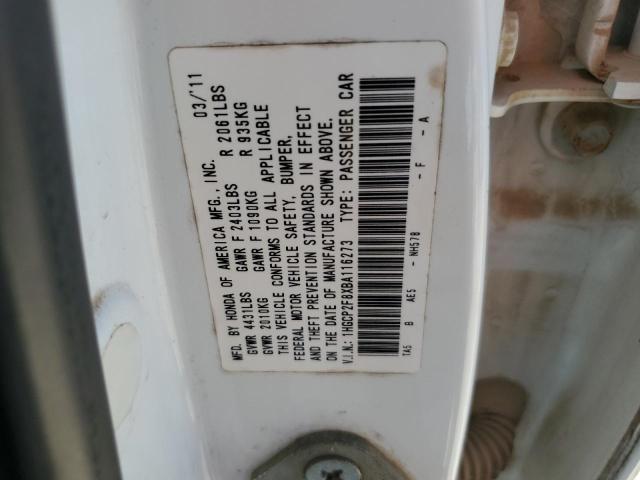 MFD. BY HONDA OF AMERICA MFG., INC. 03/'11
GVWR 4431LBS GAWR F 2403LBS R 2061LBS
GVWR 2010KG GAWR F 1090KG R 935KG
THIS VEHICLE CONFORMS TO ALL APPLICABLE
FEDERAL MOTOR VEHICLE SAFETY, BUMPER,
AND THEFT PREVENTION STANDARDS IN EFFECT
ON THE DATE OF MANUFACTURE SHOWN ABOVE.
V.I.N.: 1HGCP2F8XBA116273 TYPE: PASSENGER CAR
TA5 B AE5 - NH578 - F - A